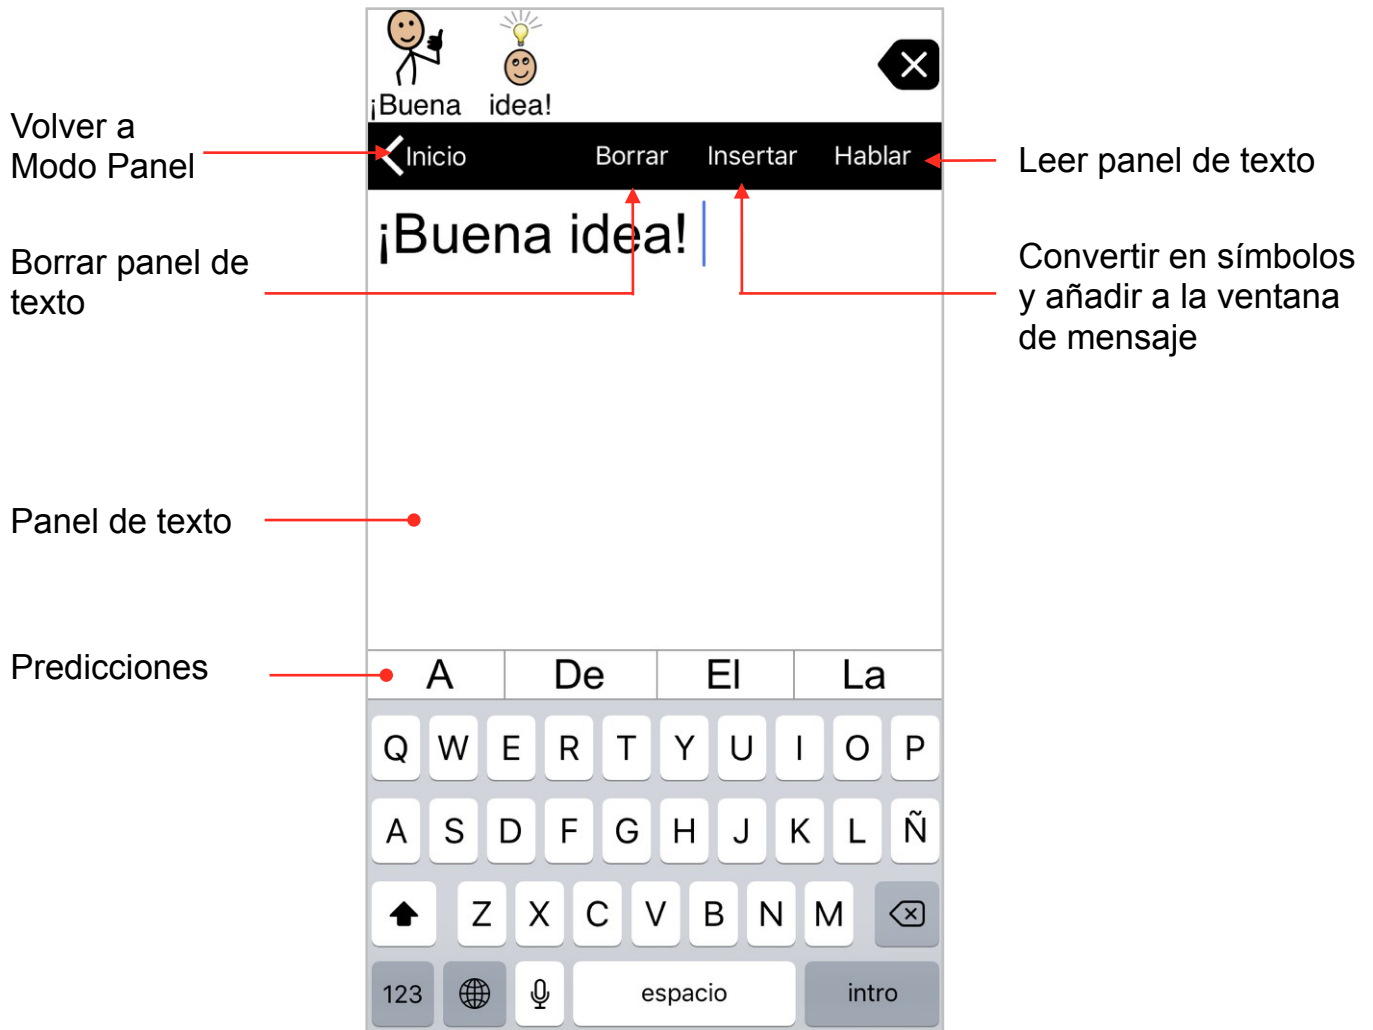 ¡Buena idea!
Volver a
Modo Panel
Inicio Borrar Insertar Hablar
Leer panel de texto
¡Buena idea!
Borrar panel de
texto
Convertir en símbolos
y añadir a la ventana
de mensaje
Panel de texto
Predicciones
A De El La
Q W E R T Y U I O P
A S D F G H J K L Ñ
Z X C V B N M
123 espacio intro